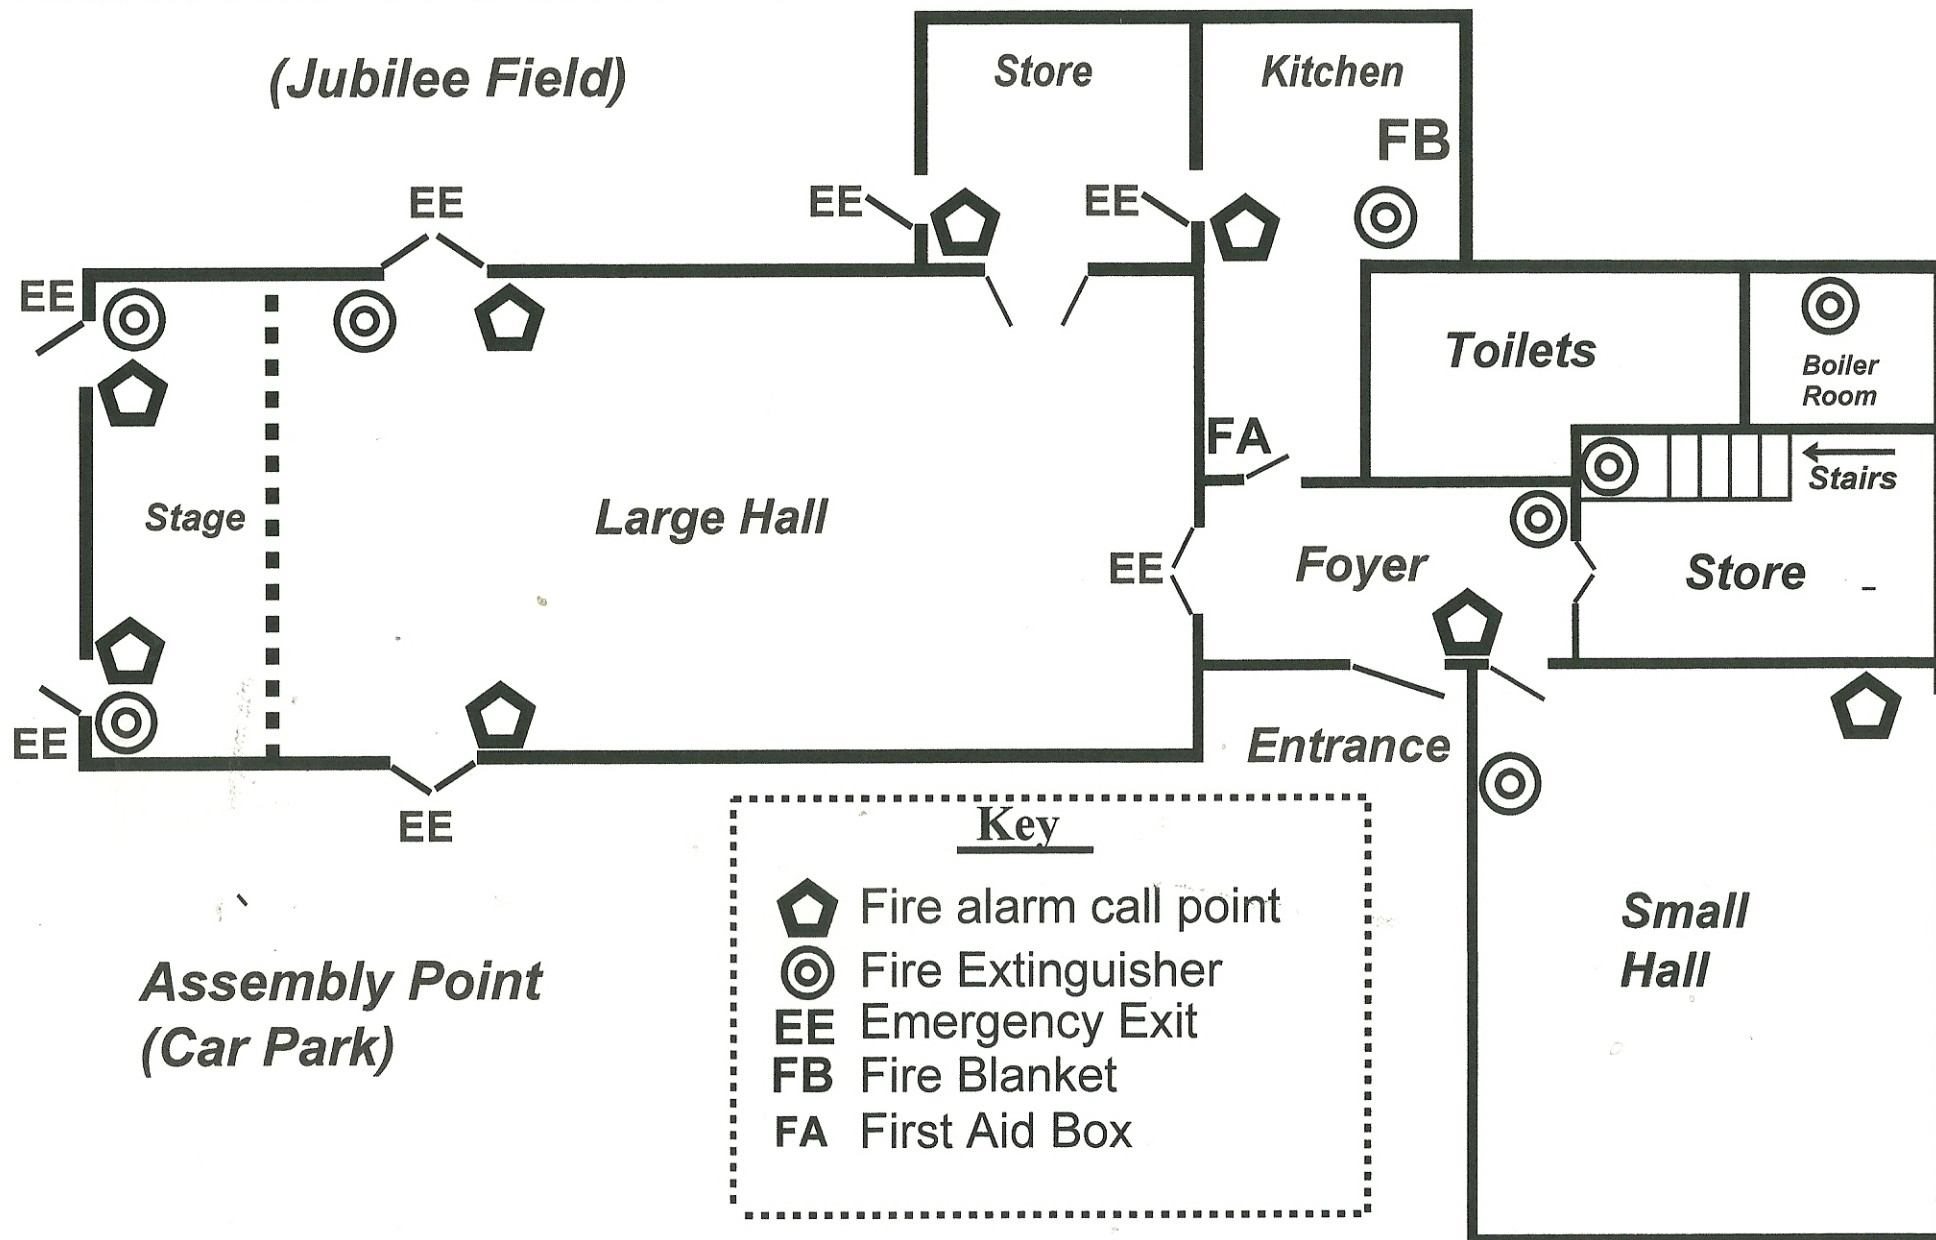 (Jubilee Field)
Store
Kitchen
FB
EE
EE
EE
EE
Toilets
Boiler
Room
FA
Stairs
Stage
Large Hall
EE
Foyer
Store
EE
EE
Entrance
Key
Fire alarm call point
Fire Extinguisher
EE Emergency Exit
FB Fire Blanket
FA First Aid Box
Small
Hall
Assembly Point
(Car Park)